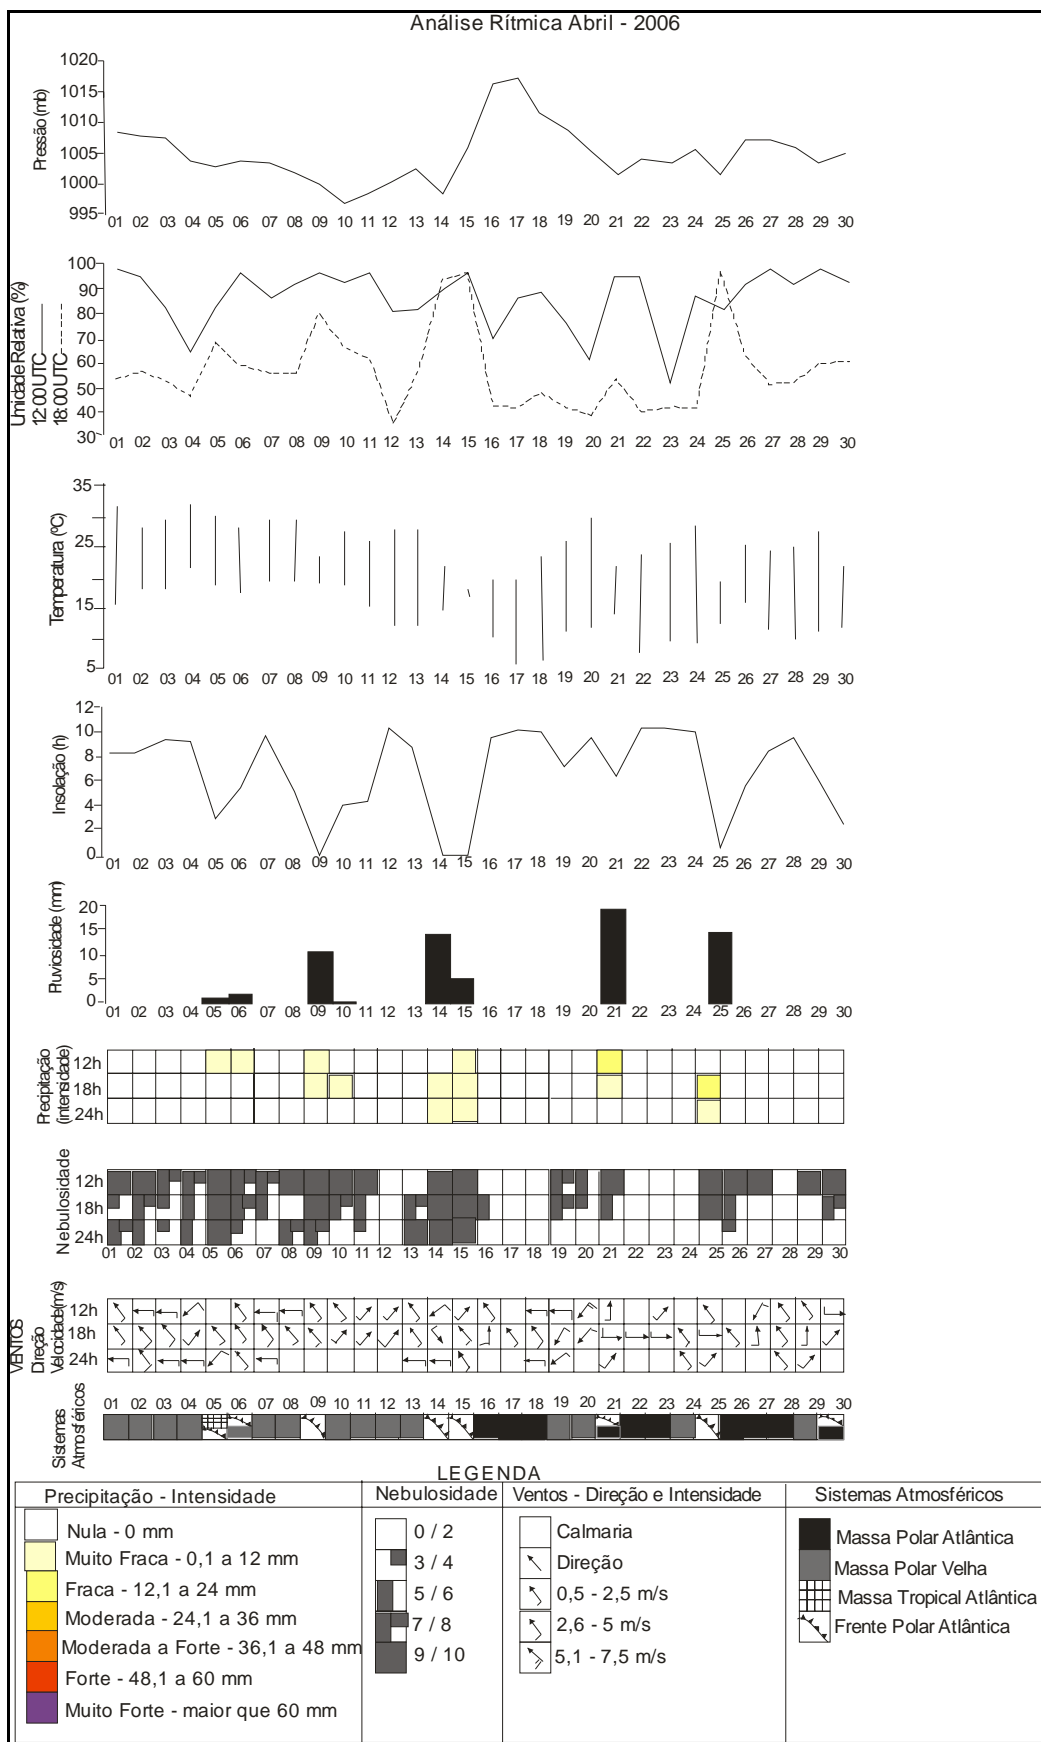 Análise Rítmica Abril - 2006
Pressão (mb)
1020
1015
1010
1005
1000
995
01 02 03 04 05 06 07 08 09 10 11 12 13 14 15 16 17 18 19 20 21 22 23 24 25 26 27 28 29 30
Umidade Relativa (%)
12:00 UTC
18:00 UTC
100
90
80
70
60
50
40
30
01 02 03 04 05 06 07 08 09 10 11 12 13 14 15 16 17 18 19 20 21 22 23 24 25 26 27 28 29 30
Temperatura (ºC)
35
25
15
5
01 02 03 04 05 06 07 08 09 10 11 12 13 14 15 16 17 18 19 20 21 22 23 24 25 26 27 28 29 30
Insolação (h)
12
10
8
6
4
2
0
01 02 03 04 05 06 07 08 09 10 11 12 13 14 15 16 17 18 19 20 21 22 23 24 25 26 27 28 29 30
Pluviosidade (mm)
20
15
10
5
0
01 02 03 04 05 06 07 08 09 10 11 12 13 14 15 16 17 18 19 20 21 22 23 24 25 26 27 28 29 30
Precipitação
(intensidade)
12h
18h
24h
Nebulosidade
12h
18h
24h
01 02 03 04 05 06 07 08 09 10 11 12 13 14 15 16 17 18 19 20 21 22 23 24 25 26 27 28 29 30
VENTOS
Direção
Velocidade(m/s)
12h
18h
24h
01 02 03 04 05 06 07 08 09 10 11 12 13 14 15 16 17 18 19 20 21 22 23 24 25 26 27 28 29 30
Sistemas
Atmosféricos
LEGENDA
Precipitação - Intensidade
Nula - 0 mm
Muito Fraca - 0,1 a 12 mm
Fraca - 12,1 a 24 mm
Moderada - 24,1 a 36 mm
Moderada a Forte - 36,1 a 48 mm
Forte - 48,1 a 60 mm
Muito Forte - maior que 60 mm
Nebulosidade
0 / 2
3 / 4
5 / 6
7 / 8
9 / 10
Ventos - Direção e Intensidade
Calmaria
Direção
0,5 - 2,5 m/s
2,6 - 5 m/s
5,1 - 7,5 m/s
Sistemas Atmosféricos
Massa Polar Atlântica
Massa Polar Velha
Massa Tropical Atlântica
Frente Polar Atlântica